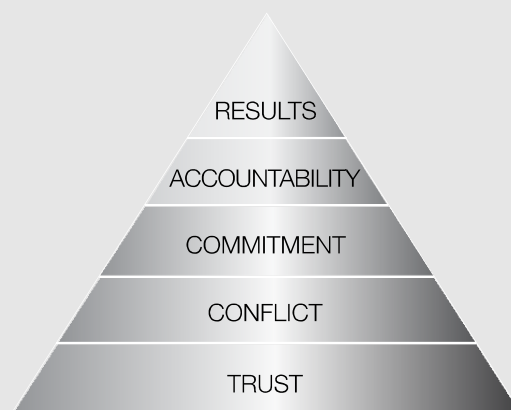 RESULTS
ACCOUNTABILITY
COMMITMENT
CONFLICT
TRUST